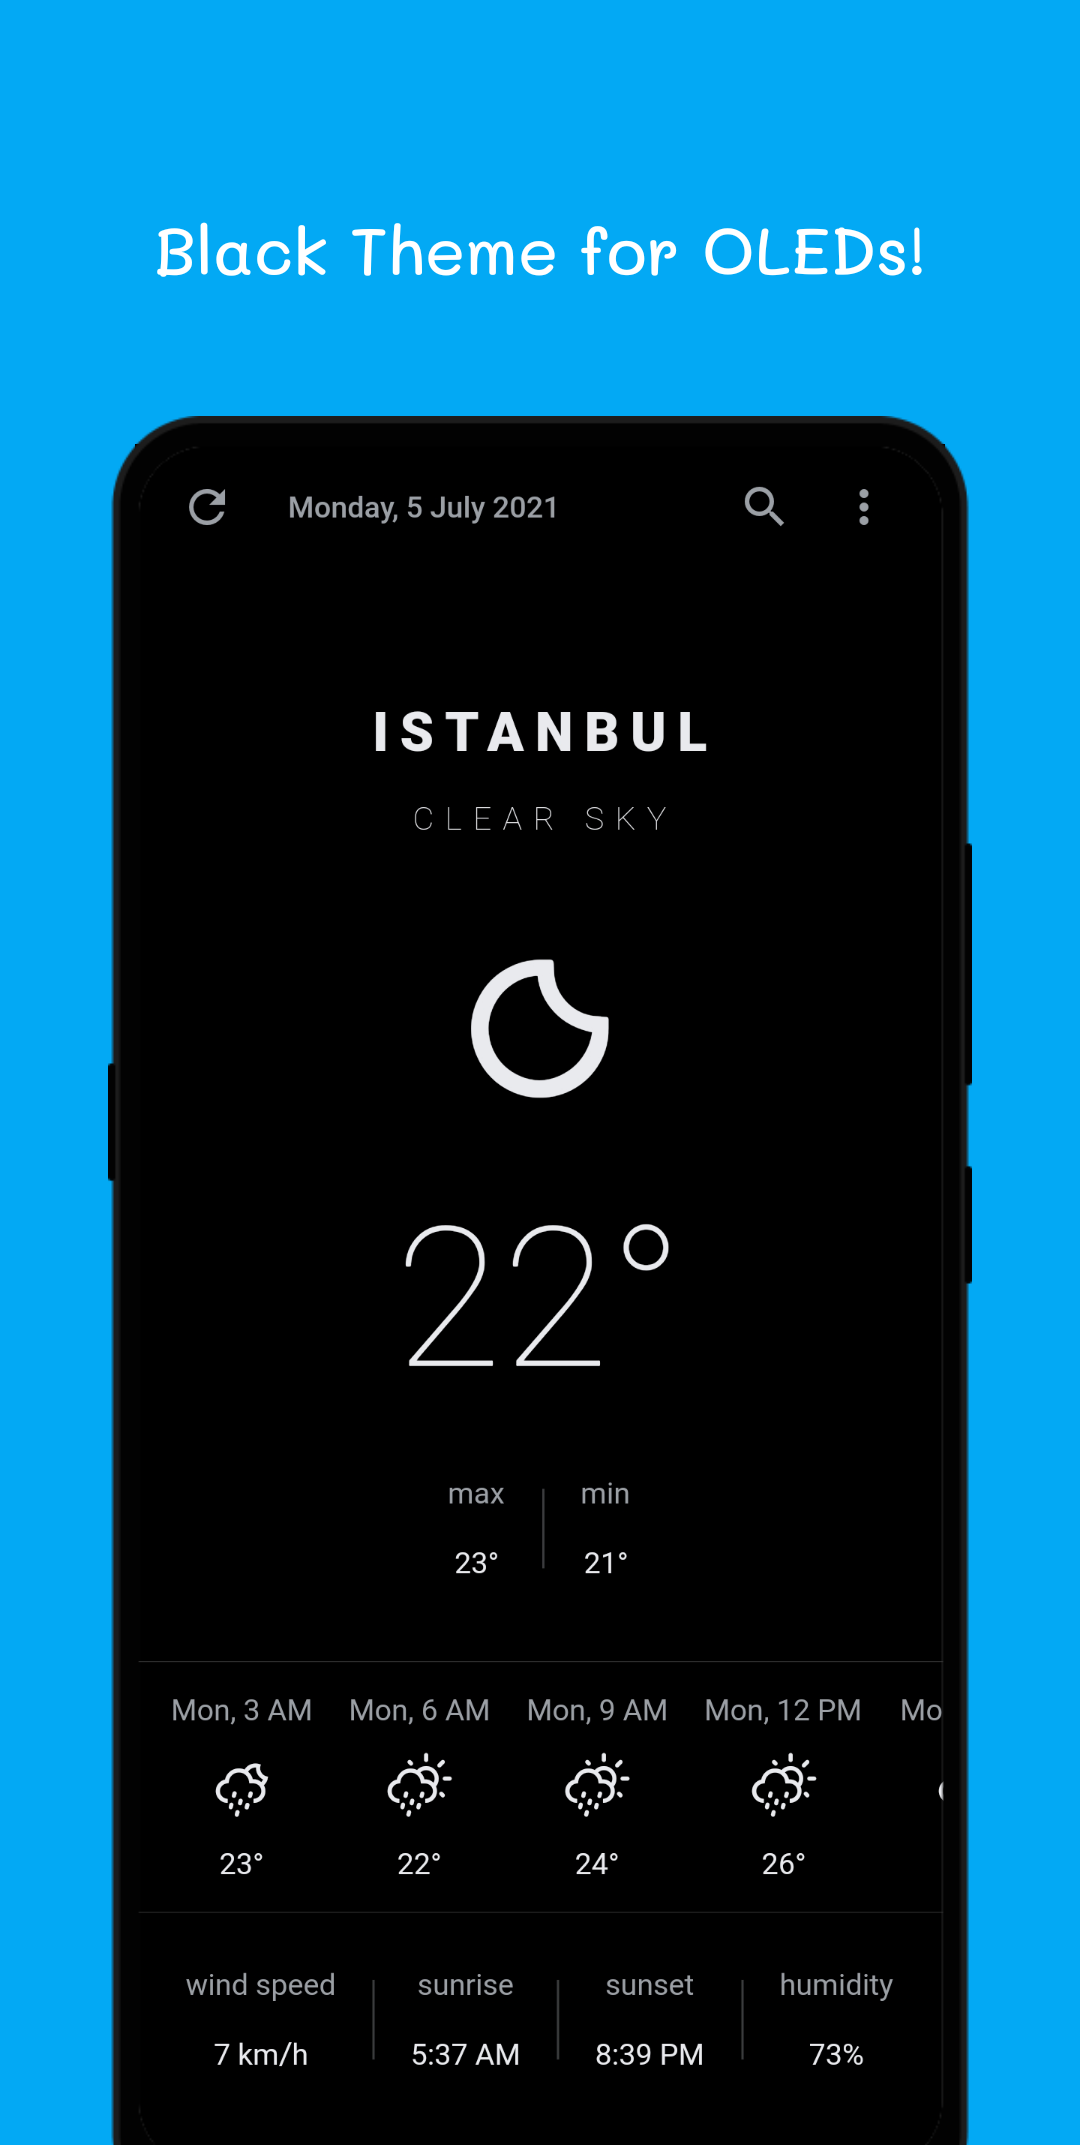 Black Theme for OLEDs!
Monday, 5 July 2021
ISTANBUL
CLEAR SKY
22°
max min
23° 21°
Mon, 3 AM Mon, 6 AM Mon, 9 AM Mon, 12 PM Mo
23° 22° 24° 26°
wind speed sunrise sunset humidity
7 km/h 5:37 AM 8:39 PM 73%